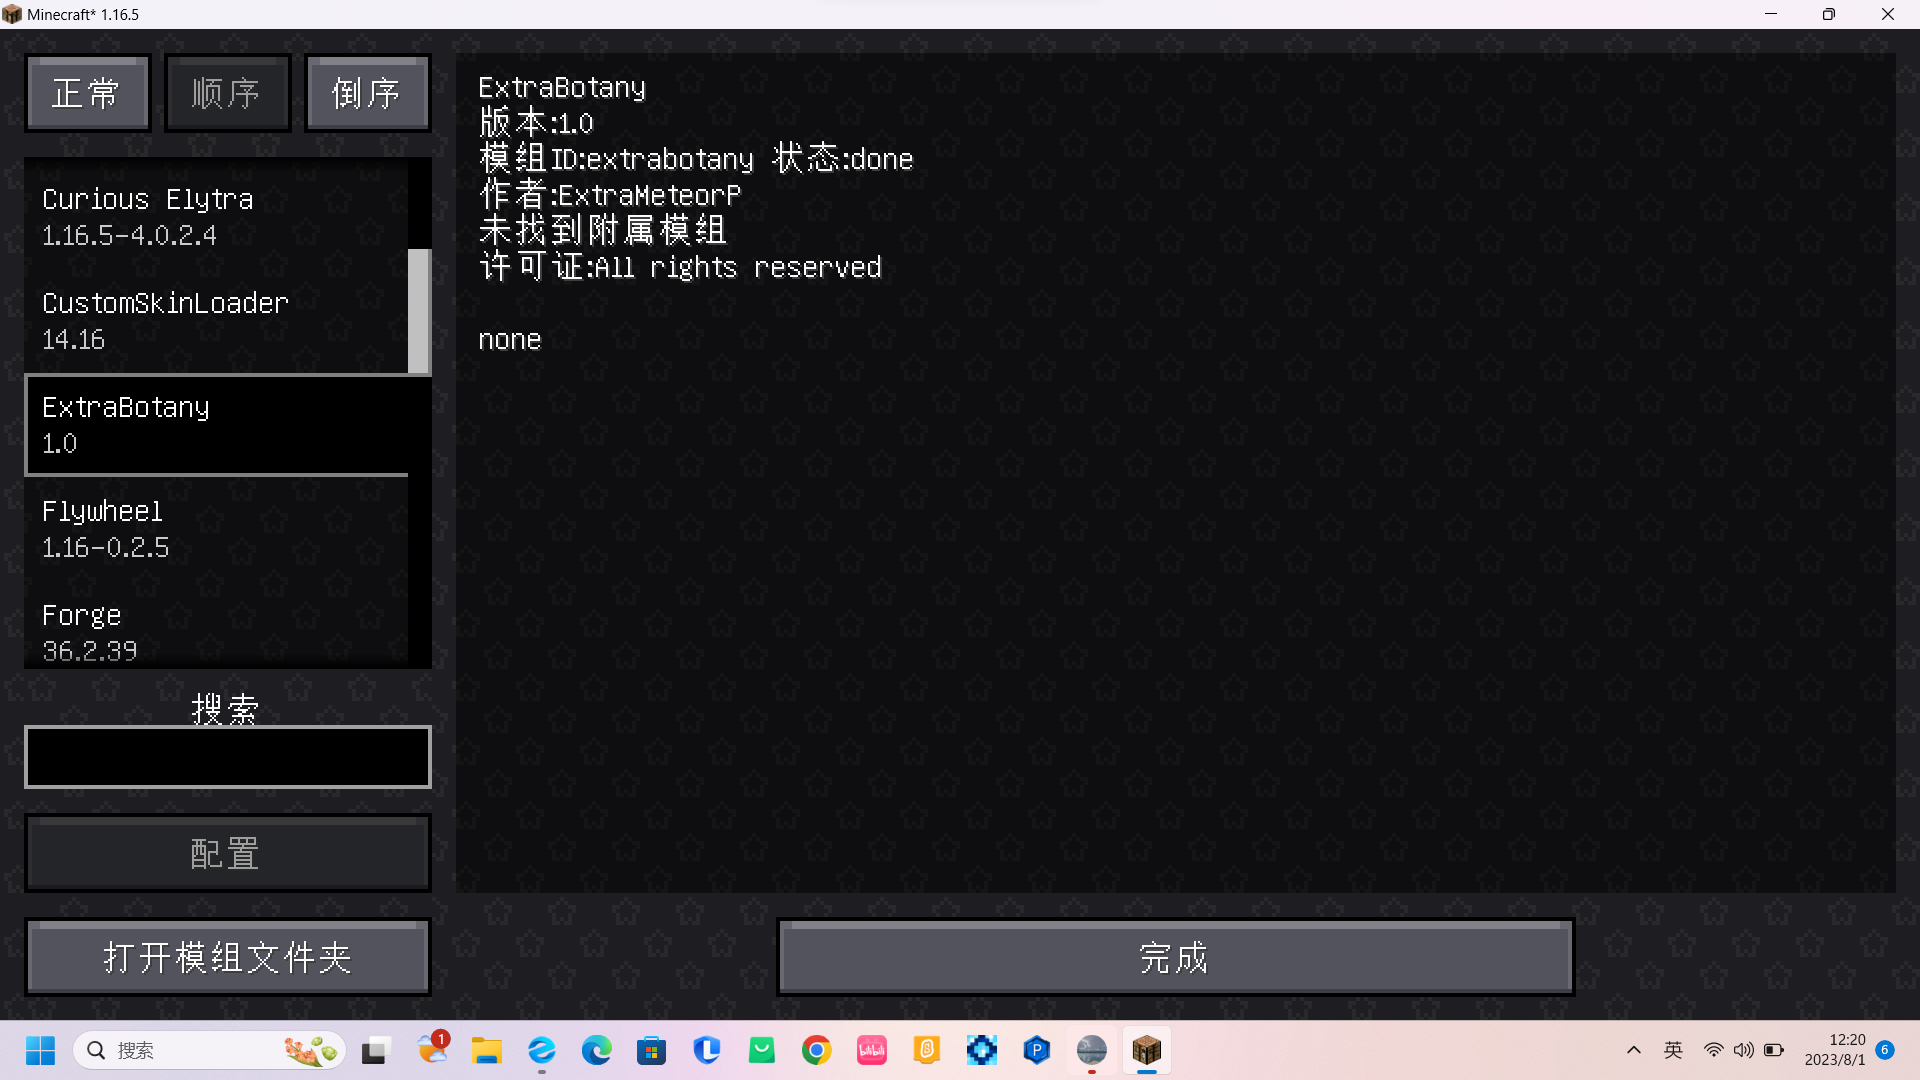 Minecraft* 1.16.5
正常 顺序 倒序
Curious Elytra
1.16.5-4.0.2.4
CustomSkinLoader
14.16
ExtraBotany
1.0
Flywheel
1.16-0.2.5
Forge
36.2.39
搜索
配置
打开模组文件夹
ExtraBotany
版本:1.0
模组ID:extrabotany 状态:done
作者:ExtraMeteorP
未找到附属模组
许可证:All rights reserved
none
完成
搜索
1
bilibili
P
英
12:20
2023/8/1
6